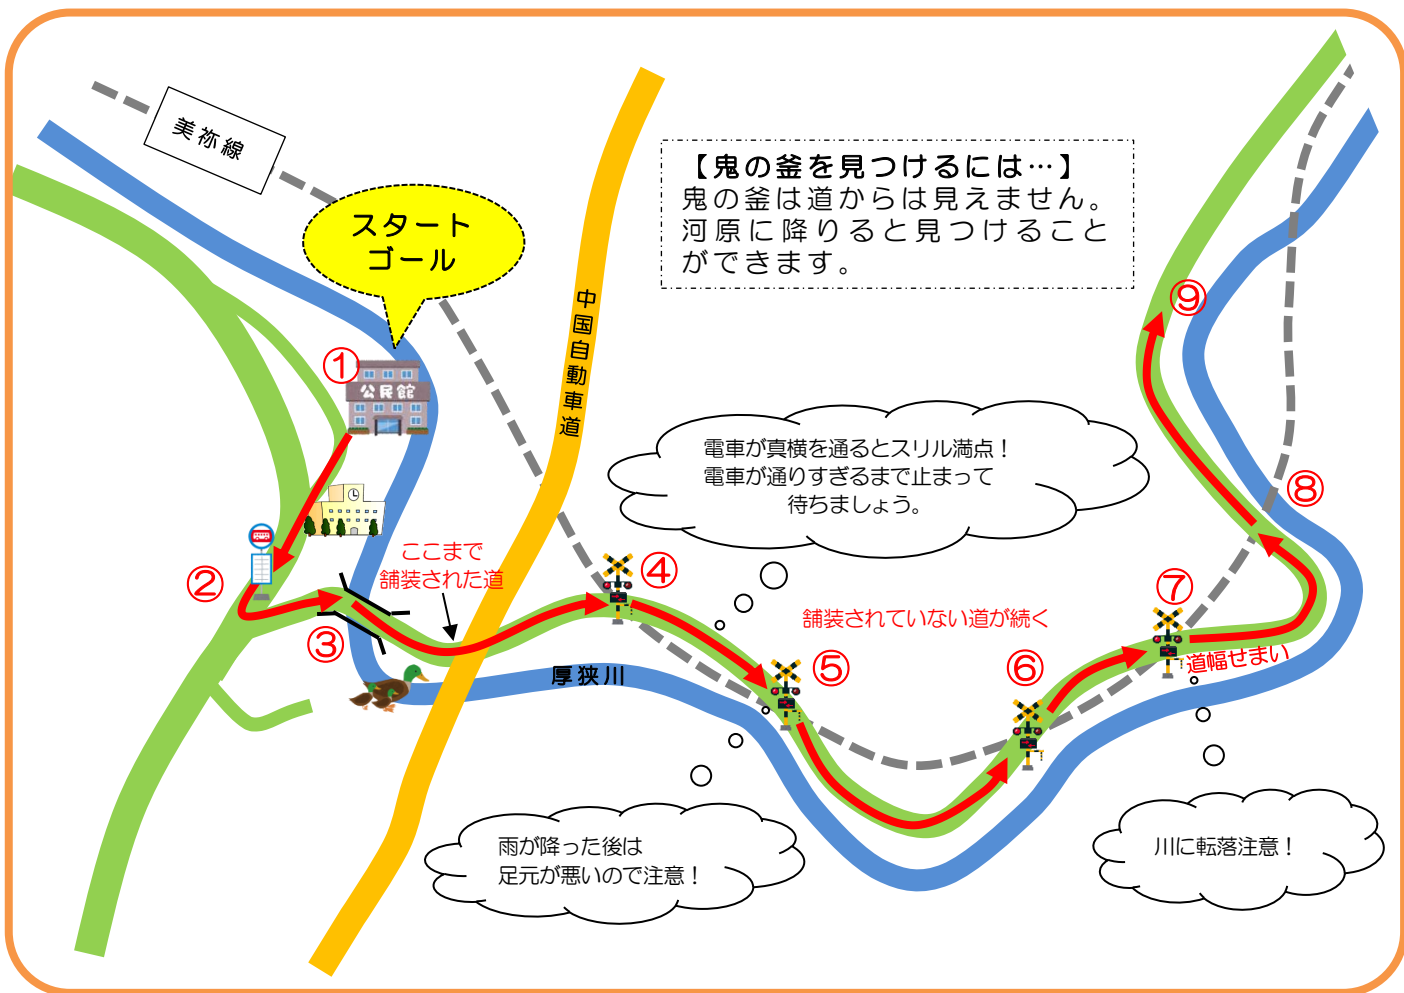 美祢線
スタート
ゴール
【鬼の釜を見つけるには…】
鬼の釜は道からは見えません。
河原に降りると見つけること
ができます。
中国自動車道
⑨
①
公民館
電車が真横を通るとスリル満点！
電車が通りすぎるまで止まって
待ちましょう。
⑧
ここまで
舗装された道
②
④
⑦
舗装されていない道が続く
③
⑤
⑥
道幅せまい
厚狭川
雨が降った後は
足元が悪いので注意！
川に転落注意！